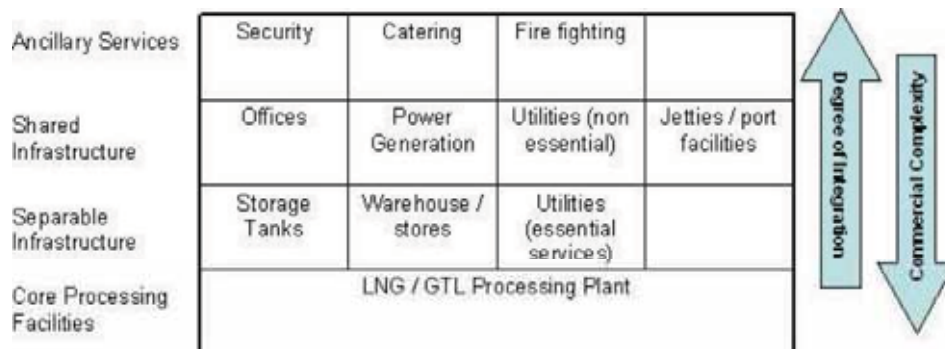 Ancillary Services
Security
Catering
Fire fighting
Shared
Infrastructure
Offices
Power
Generation
Utilities (non
essential)
Jetties / port
facilities
Separable
Infrastructure
Storage
Tanks
Warehouse /
stores
Utilities
(essential
services)
Core Processing
Facilities
LNG / GTL Processing Plant
Degree of Integration
Commercial Complexity